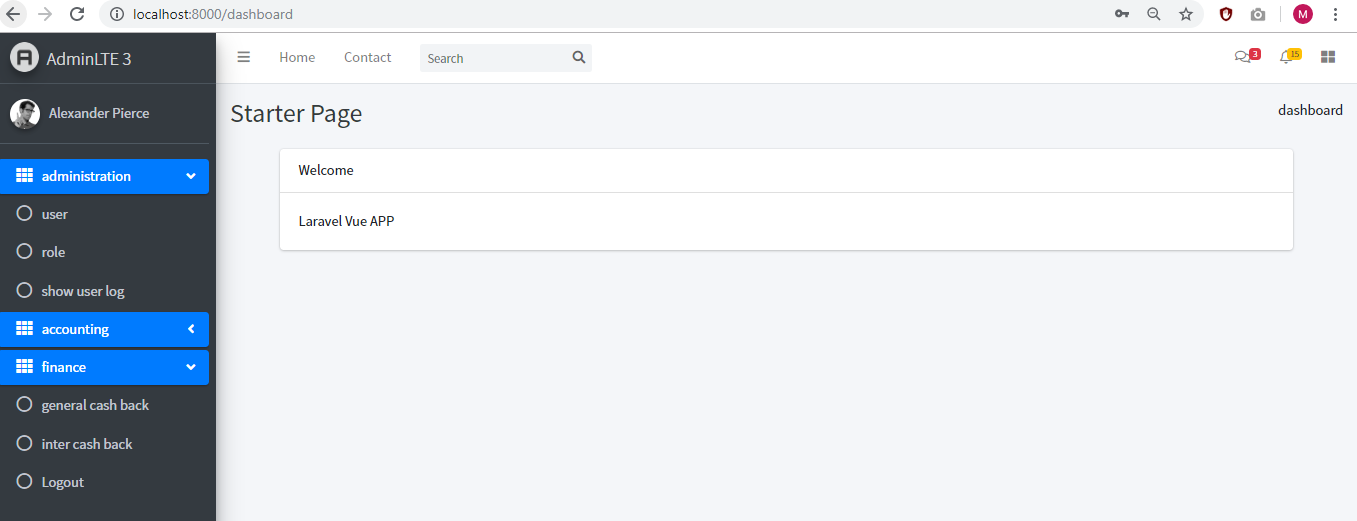 localhost:8000/dashboard
M
AdminLTE 3
Home Contact Search 3 15
Alexander Pierce
Starter Page dashboard
Welcome
Laravel Vue APP
administration
user
role
show user log
accounting
finance
general cash back
inter cash back
Logout